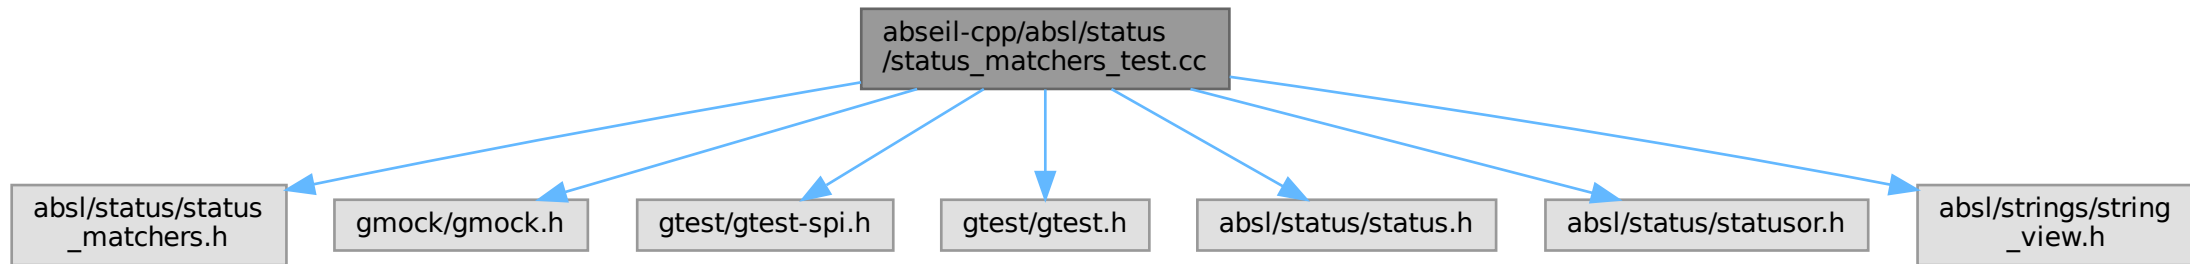 abseil-cpp/absl/status
/status_matchers_test.cc
absl/status/status
_matchers.h
gmock/gmock.h
gtest/gtest-spi.h
gtest/gtest.h
absl/status/status.h
absl/status/statusor.h
absl/strings/string
_view.h